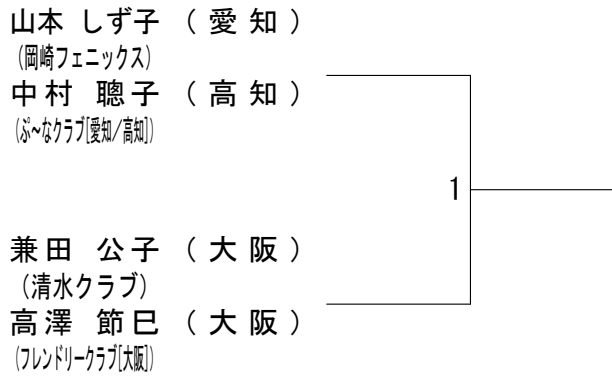 山本 しず子 ( 愛 知 )
(岡崎フェニックス)
中村 聰子 ( 高 知 )
(ぷ～なクラブ[愛知/高知])
1
兼田 公子 ( 大 阪 )
(清水クラブ)
高澤 節巳 ( 大 阪 )
(フレンドリークラブ[大阪])